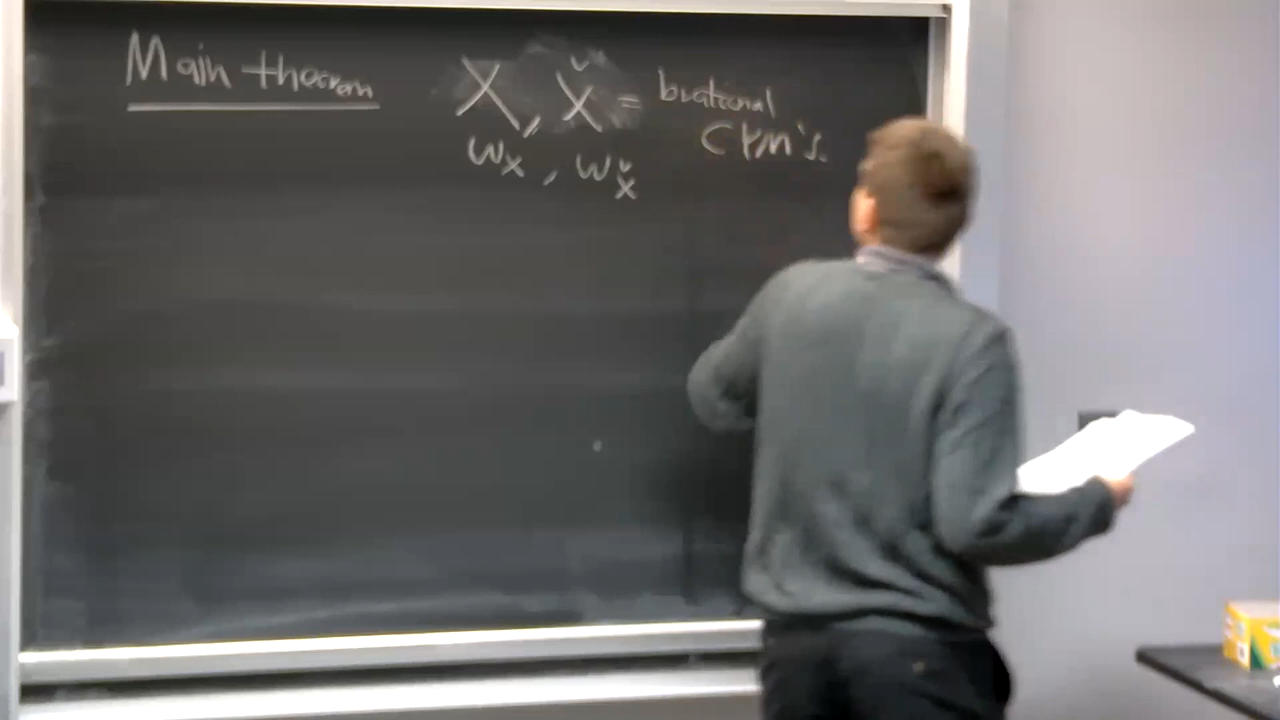 Main theorem X, X̌ = birational
CYM's.
ω_X, ω_X̌